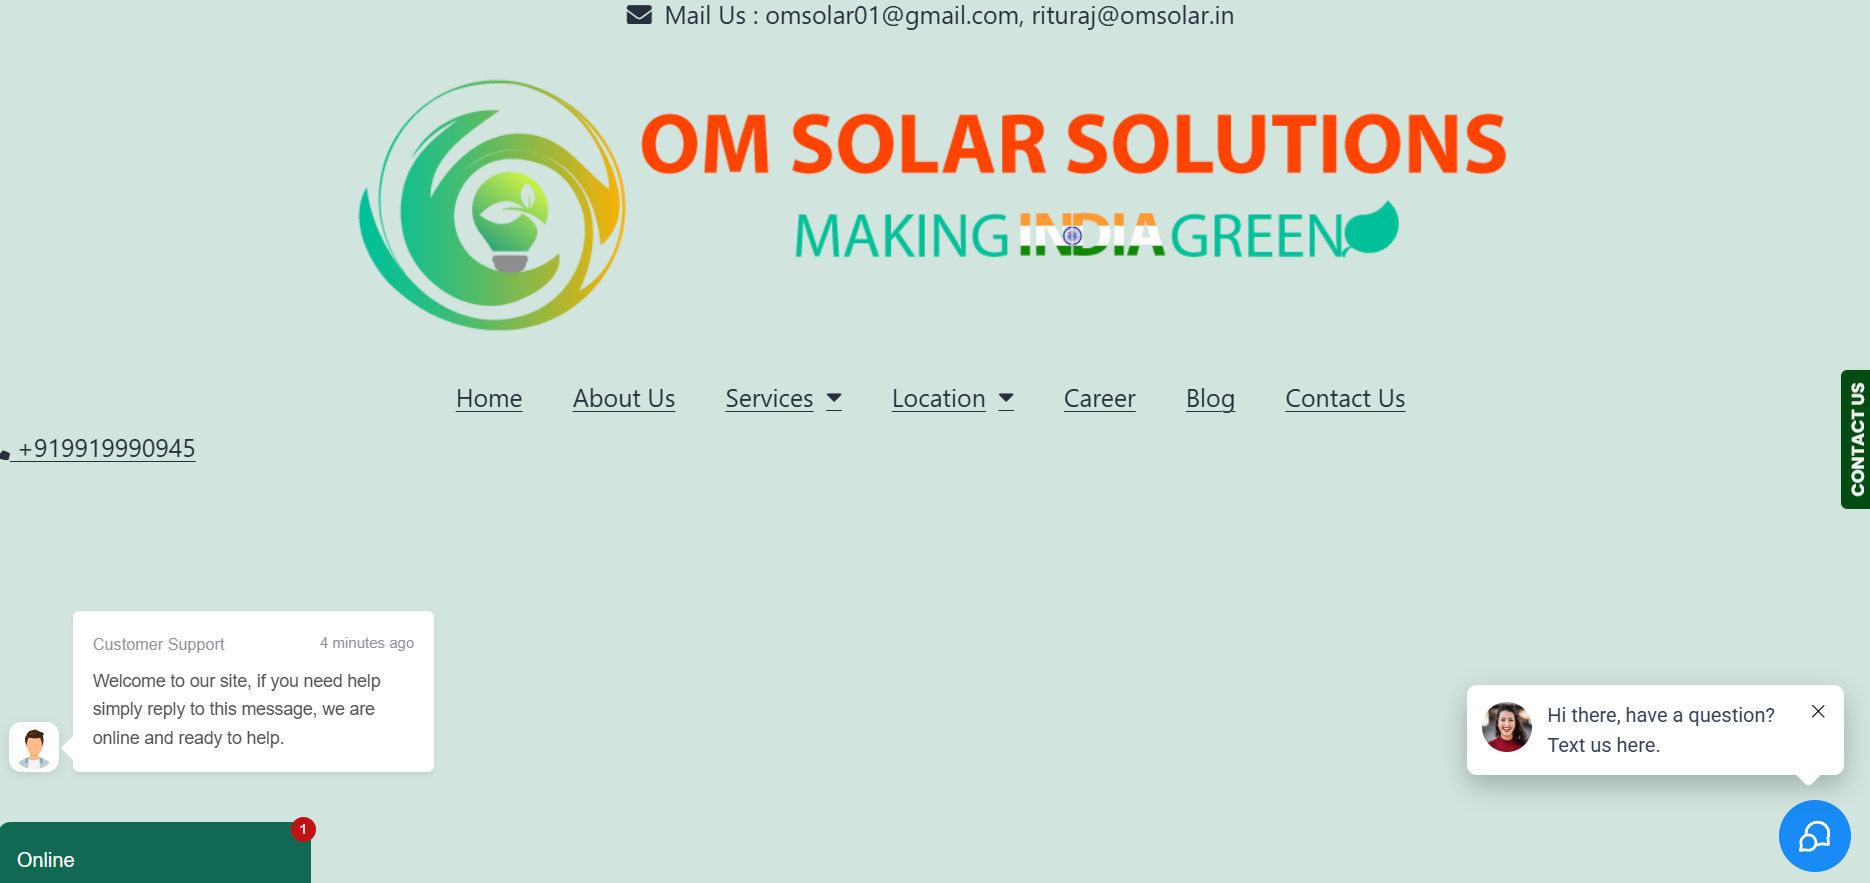 Mail Us : omsolar01@gmail.com, rituraj@omsolar.in
OM SOLAR SOLUTIONS
MAKING INDIA GREEN
Home About Us Services Location Career Blog Contact Us
+919919990945
CONTACT US
Customer Support 4 minutes ago
Welcome to our site, if you need help
simply reply to this message, we are
online and ready to help.
Hi there, have a question?
Text us here.
1
Online